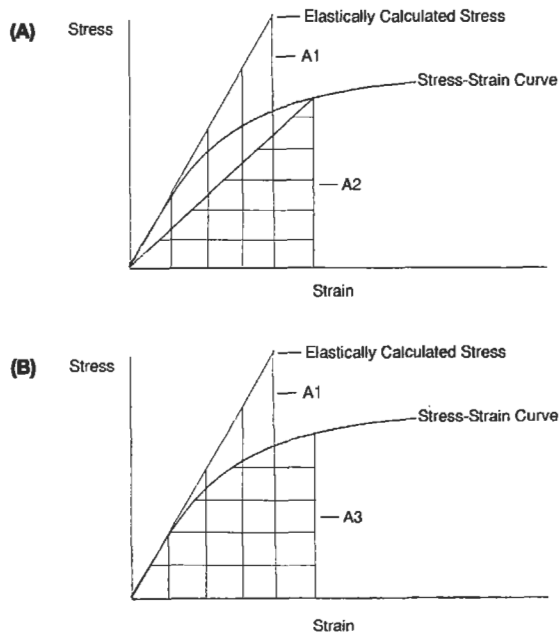 (A)
Stress
Elastically Calculated Stress
A1
Stress-Strain Curve
A2
Strain
(B)
Stress
Elastically Calculated Stress
A1
Stress-Strain Curve
A3
Strain